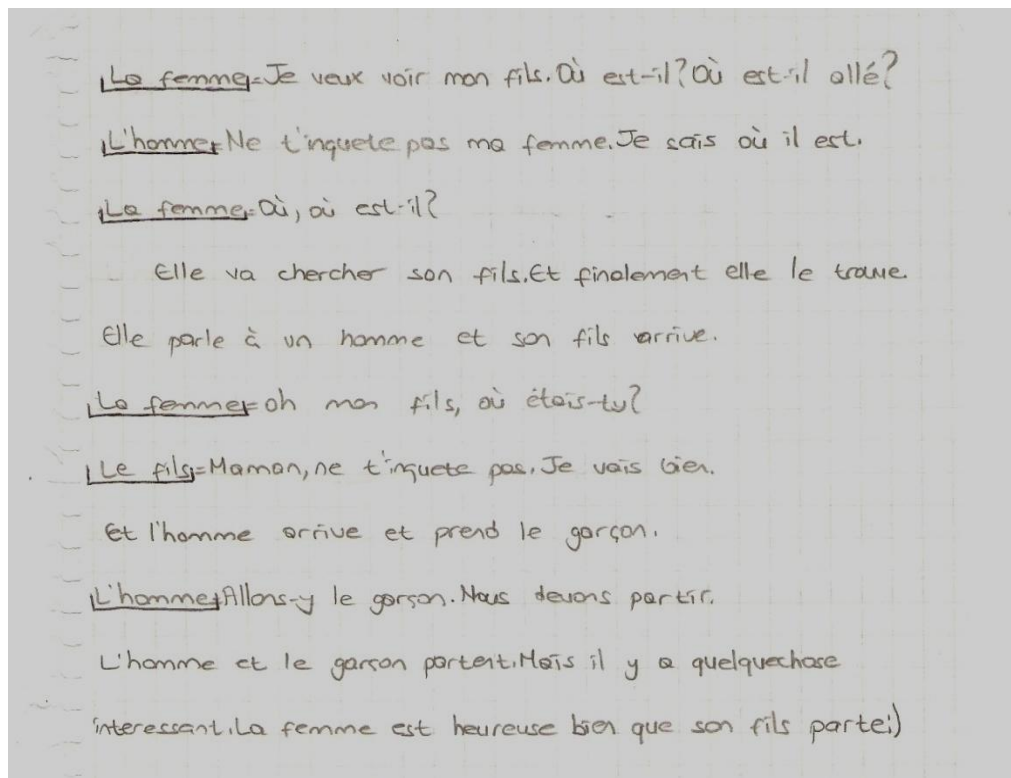 La femme=Je veux voir mon fils.Où est-il?Où est-il allé?
L'homme=Ne t'inquete pas ma femme.Je sais où il est.
La femme=Où, où est-il?
Elle va chercher son fils.Et finalement elle le trouve.
Elle parle à un homme et son fils arrive.
La femme=oh mon fils, où étais-tu?
Le fils=Maman,ne t'inquete pas.Je vais bien.
Et l'homme arrive et prend le garçon.
L'homme=Allons-y le garson.Nous devons partir.
L'homme et le garson partent.Mais il y a quelquechose
interessant.La femme est heureuse bien que son fils parte:)